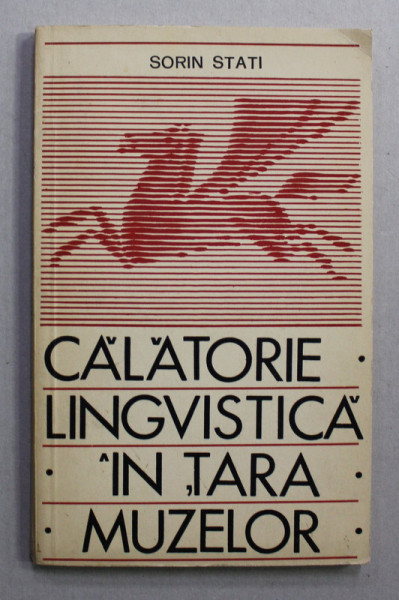 SORIN STATI
CĂLĂTORIE ·
LINGVISTICĂ
· ÎN ȚARA ·
· MUZELOR ·